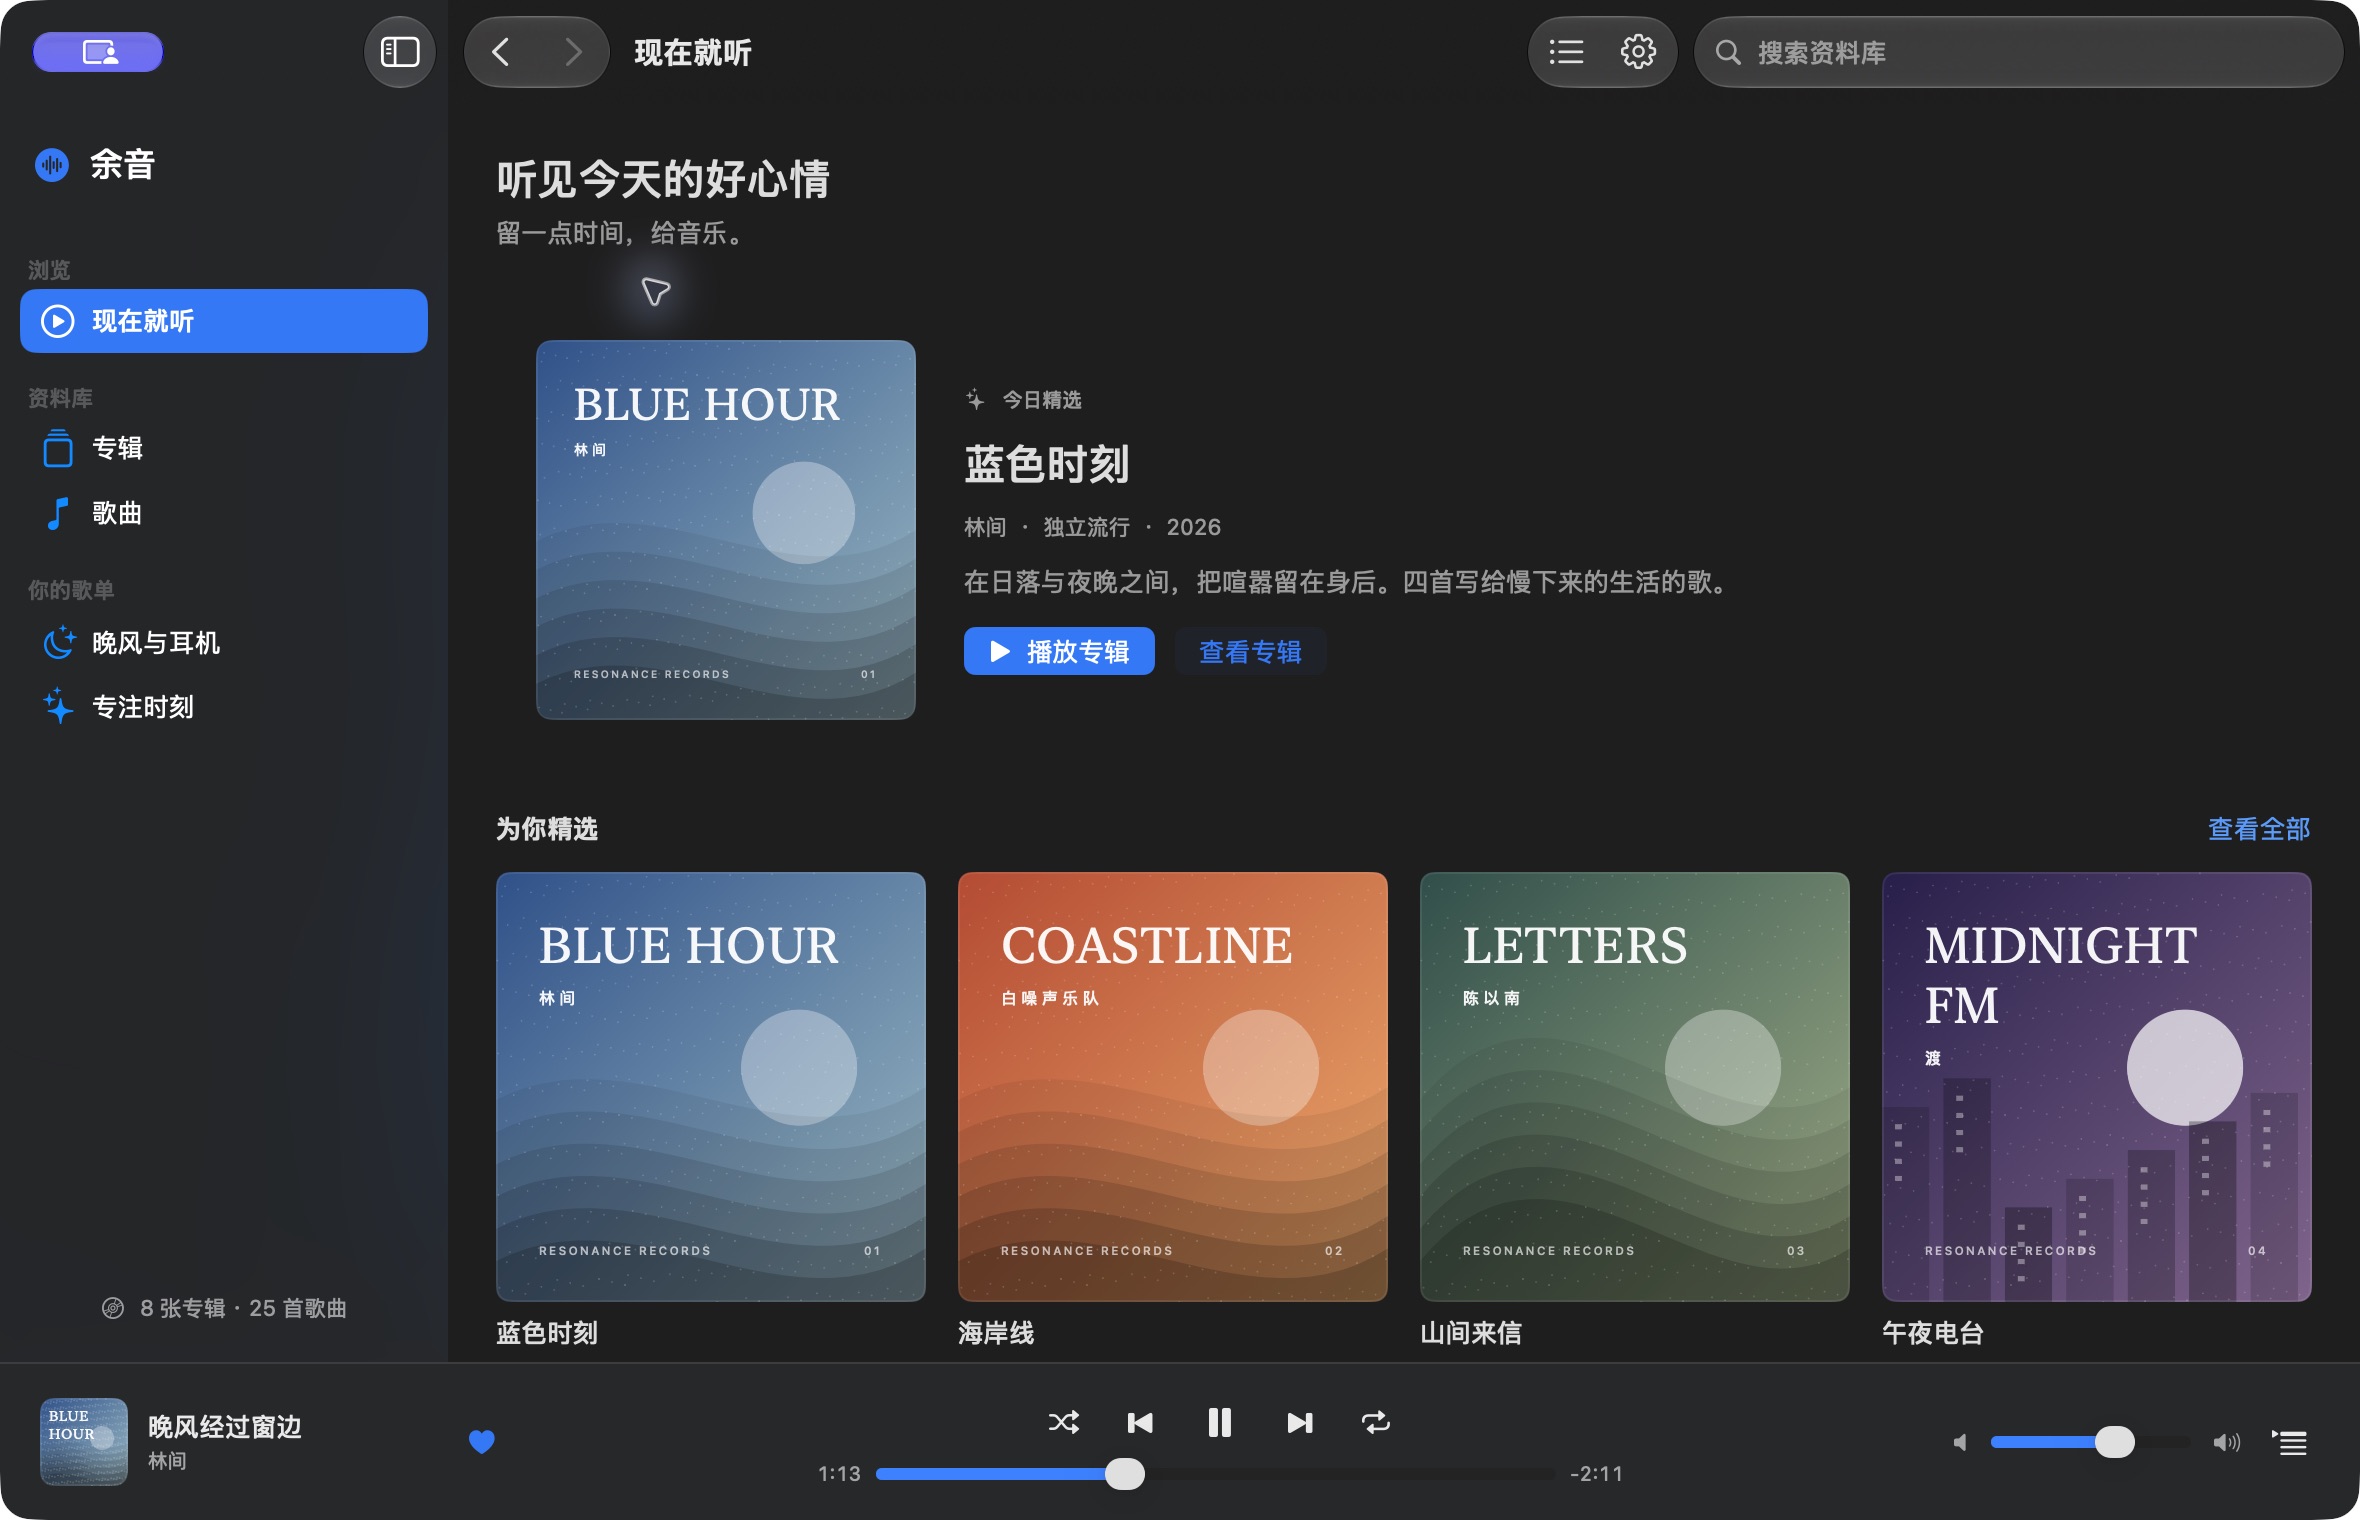 现在就听
搜索资料库
余音
浏览
现在就听
资料库
专辑
歌曲
你的歌单
晚风与耳机
专注时刻
8 张专辑 · 25 首歌曲
听见今天的好心情
留一点时间，给音乐。
BLUE HOUR
林间
RESONANCE RECORDS 01
今日精选
蓝色时刻
林间 · 独立流行 · 2026
在日落与夜晚之间，把喧嚣留在身后。四首写给慢下来的生活的歌。
播放专辑 查看专辑
为你精选 查看全部
BLUE HOUR
林间
RESONANCE RECORDS 01
蓝色时刻
COASTLINE
白噪声乐队
RESONANCE RECORDS 02
海岸线
LETTERS
陈以南
RESONANCE RECORDS 03
山间来信
MIDNIGHT
FM
渡
RESONANCE RECORDS 04
午夜电台
BLUE
HOUR
晚风经过窗边
林间
1:13 -2:11